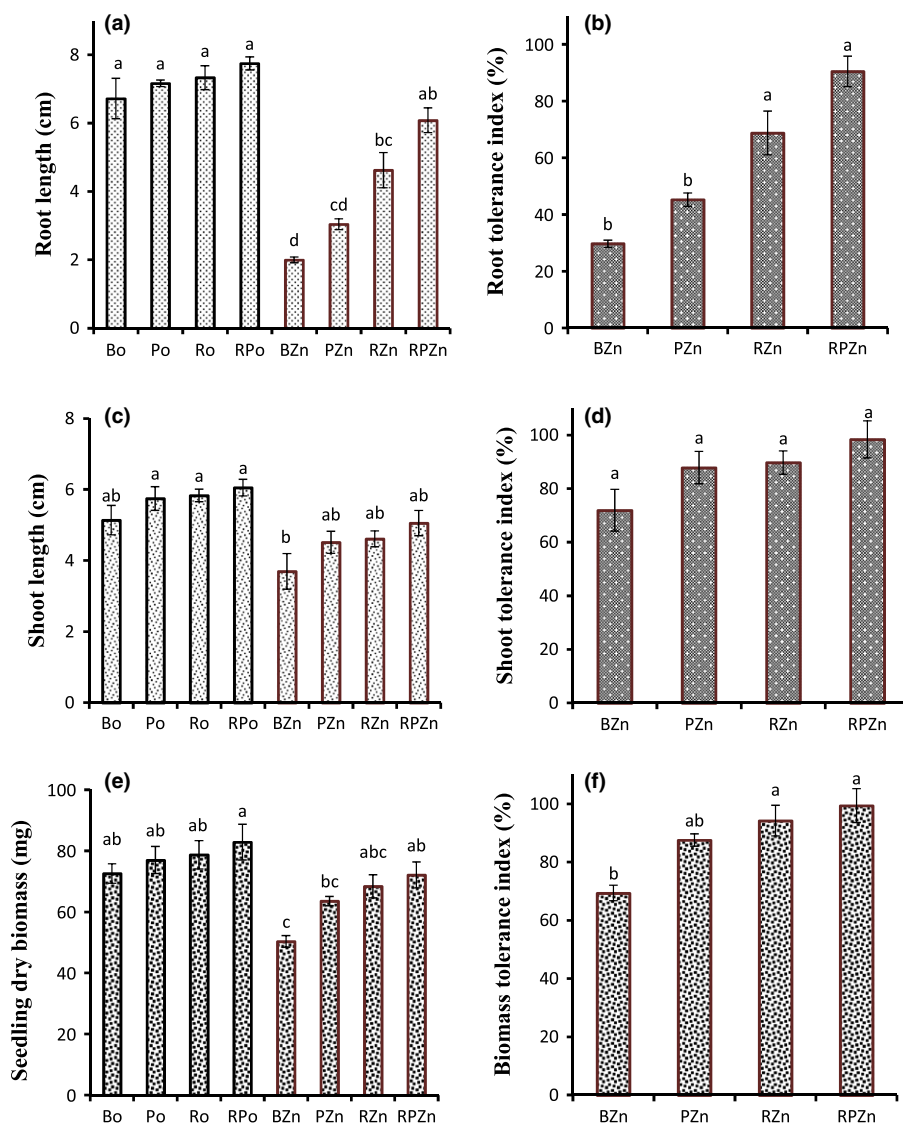 (a)
Root length (cm)
8
6
4
2
0
a
a
a
a
d
cd
bc
ab
Bo Po Ro RPo BZn PZn RZn RPZn
(b)
Root tolerance index (%)
100
80
60
40
20
0
b
b
a
a
BZn PZn RZn RPZn
(c)
Shoot length (cm)
8
6
4
2
0
ab
a
a
a
b
ab
ab
ab
Bo Po Ro RPo BZn PZn RZn RPZn
(d)
Shoot tolerance index (%)
100
80
60
40
20
0
a
a
a
a
BZn PZn RZn RPZn
(e)
Seedling dry biomass (mg)
100
80
60
40
20
0
ab
ab
ab
a
c
bc
abc
ab
Bo Po Ro RPo BZn PZn RZn RPZn
(f)
Biomass tolerance index (%)
100
80
60
40
20
0
b
ab
a
a
BZn PZn RZn RPZn